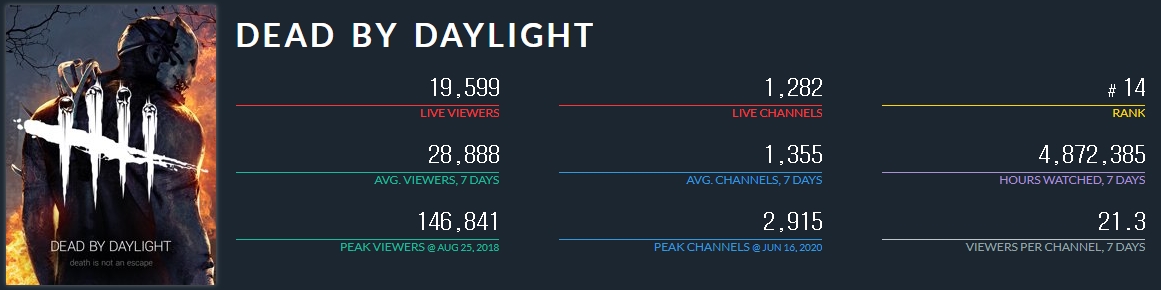 DEAD BY DAYLIGHT
19,599
LIVE VIEWERS
1,282
LIVE CHANNELS
# 14
RANK
28,888
AVG. VIEWERS, 7 DAYS
1,355
AVG. CHANNELS, 7 DAYS
4,872,385
HOURS WATCHED, 7 DAYS
146,841
PEAK VIEWERS @ AUG 25, 2018
2,915
PEAK CHANNELS @ JUN 16, 2020
21.3
VIEWERS PER CHANNEL, 7 DAYS
DEAD BY DAYLIGHT
death is not an escape